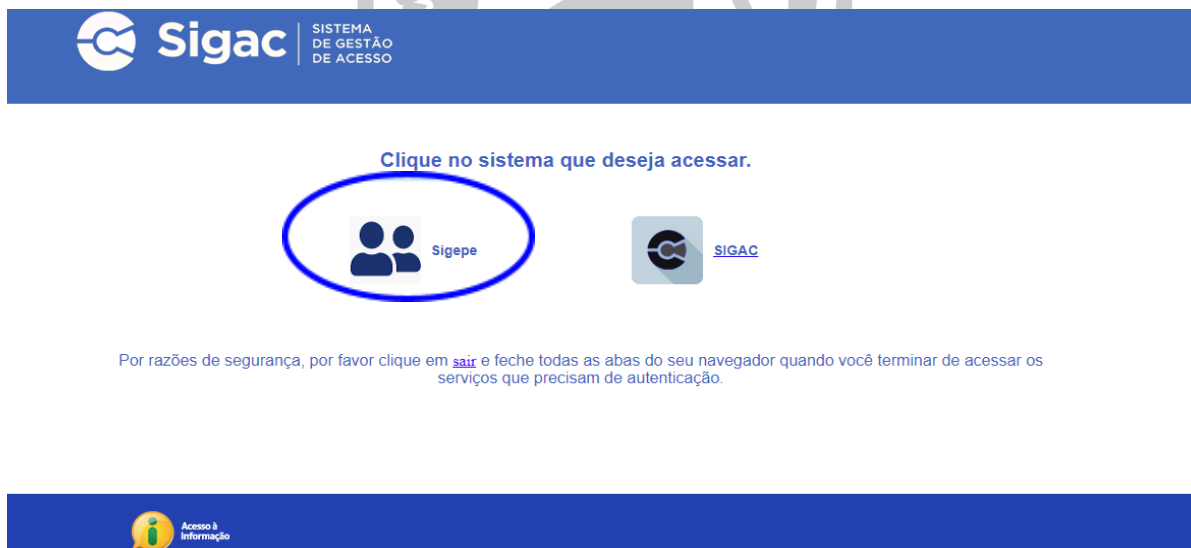 Sigac
SISTEMA
DE GESTÃO
DE ACESSO
Clique no sistema que deseja acessar.
Sigepe
SIGAC
Por razões de segurança, por favor clique em sair e feche todas as abas do seu navegador quando você terminar de acessar os
serviços que precisam de autenticação.
Acesso à
Informação